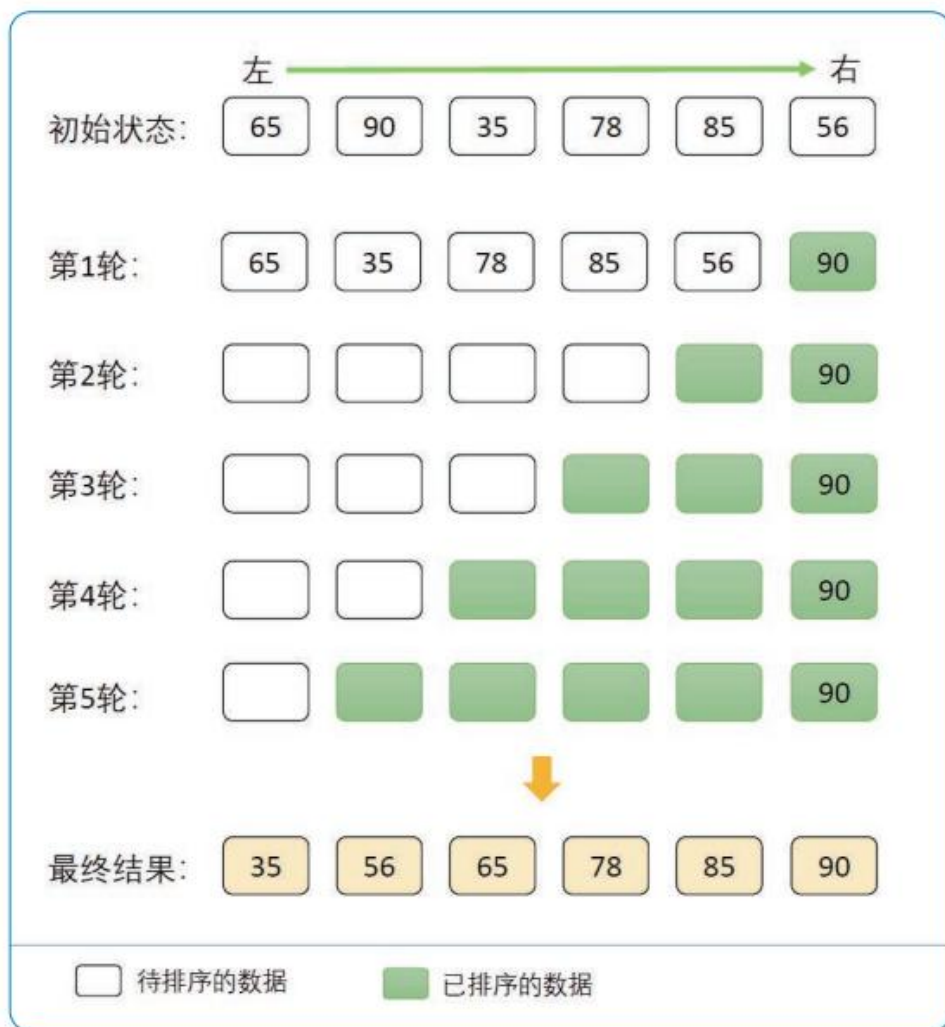 左 右
初始状态： 65 90 35 78 85 56
第1轮： 65 35 78 85 56 90
第2轮： 90
第3轮： 90
第4轮： 90
第5轮： 90
最终结果： 35 56 65 78 85 90
待排序的数据 已排序的数据